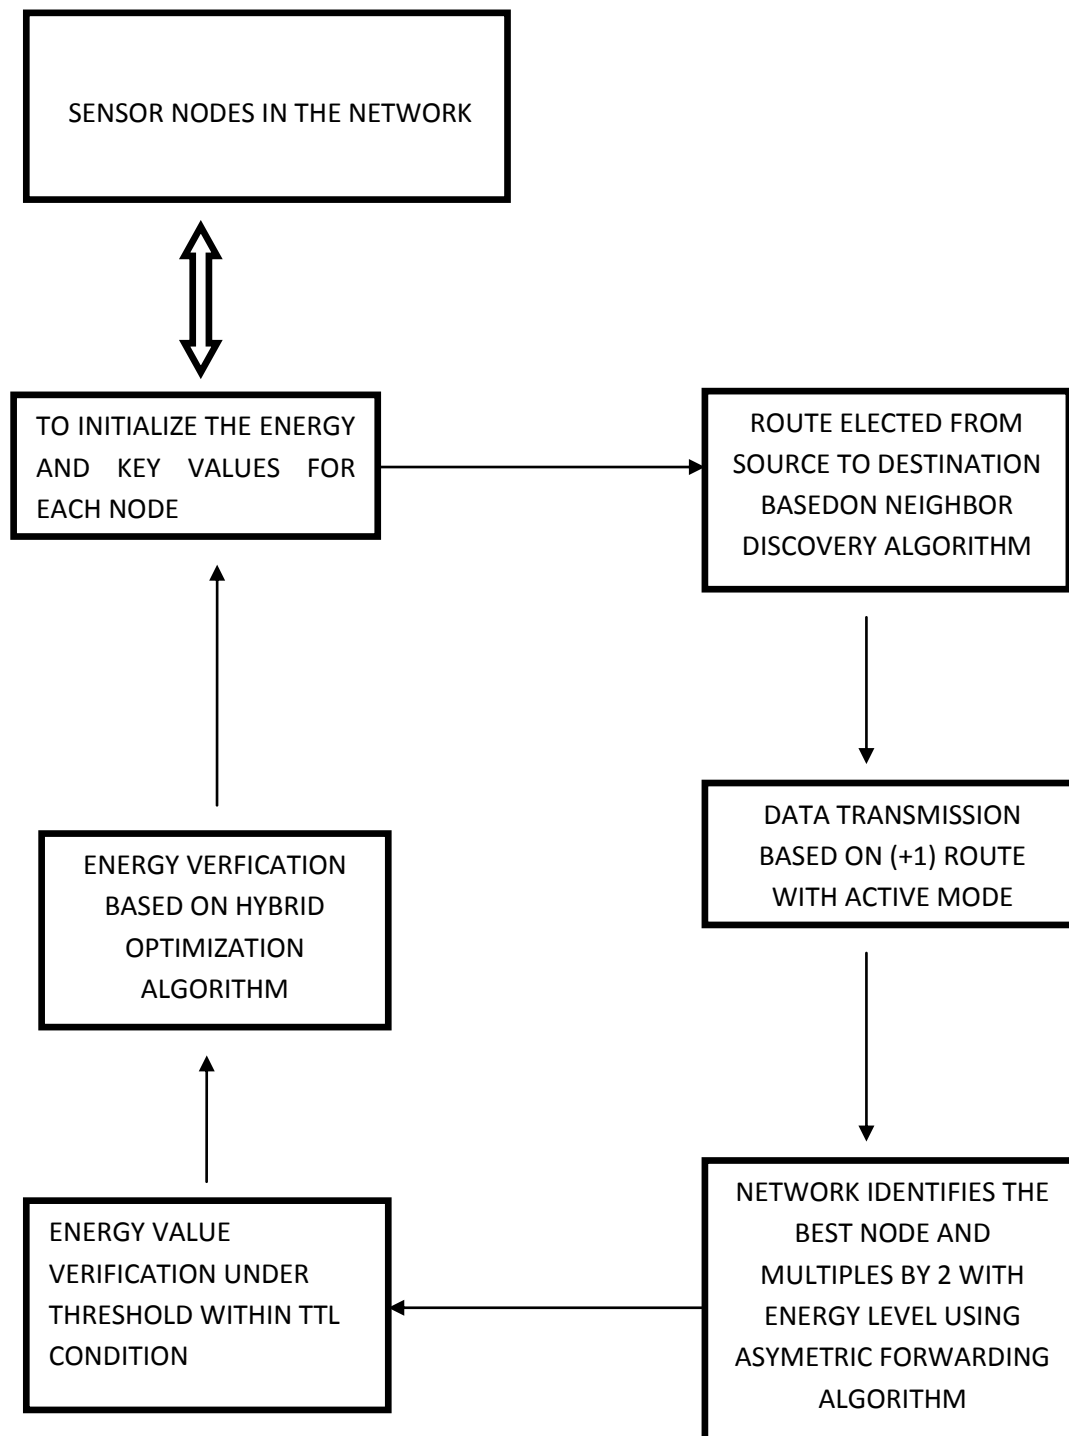 SENSOR NODES IN THE NETWORK
TO INITIALIZE THE ENERGY
AND KEY VALUES FOR
EACH NODE
ROUTE ELECTED FROM
SOURCE TO DESTINATION
BASEDON NEIGHBOR
DISCOVERY ALGORITHM
DATA TRANSMISSION
BASED ON (+1) ROUTE
WITH ACTIVE MODE
ENERGY VERFICATION
BASED ON HYBRID
OPTIMIZATION
ALGORITHM
NETWORK IDENTIFIES THE
BEST NODE AND
MULTIPLES BY 2 WITH
ENERGY LEVEL USING
ASYMETRIC FORWARDING
ALGORITHM
ENERGY VALUE
VERIFICATION UNDER
THRESHOLD WITHIN TTL
CONDITION